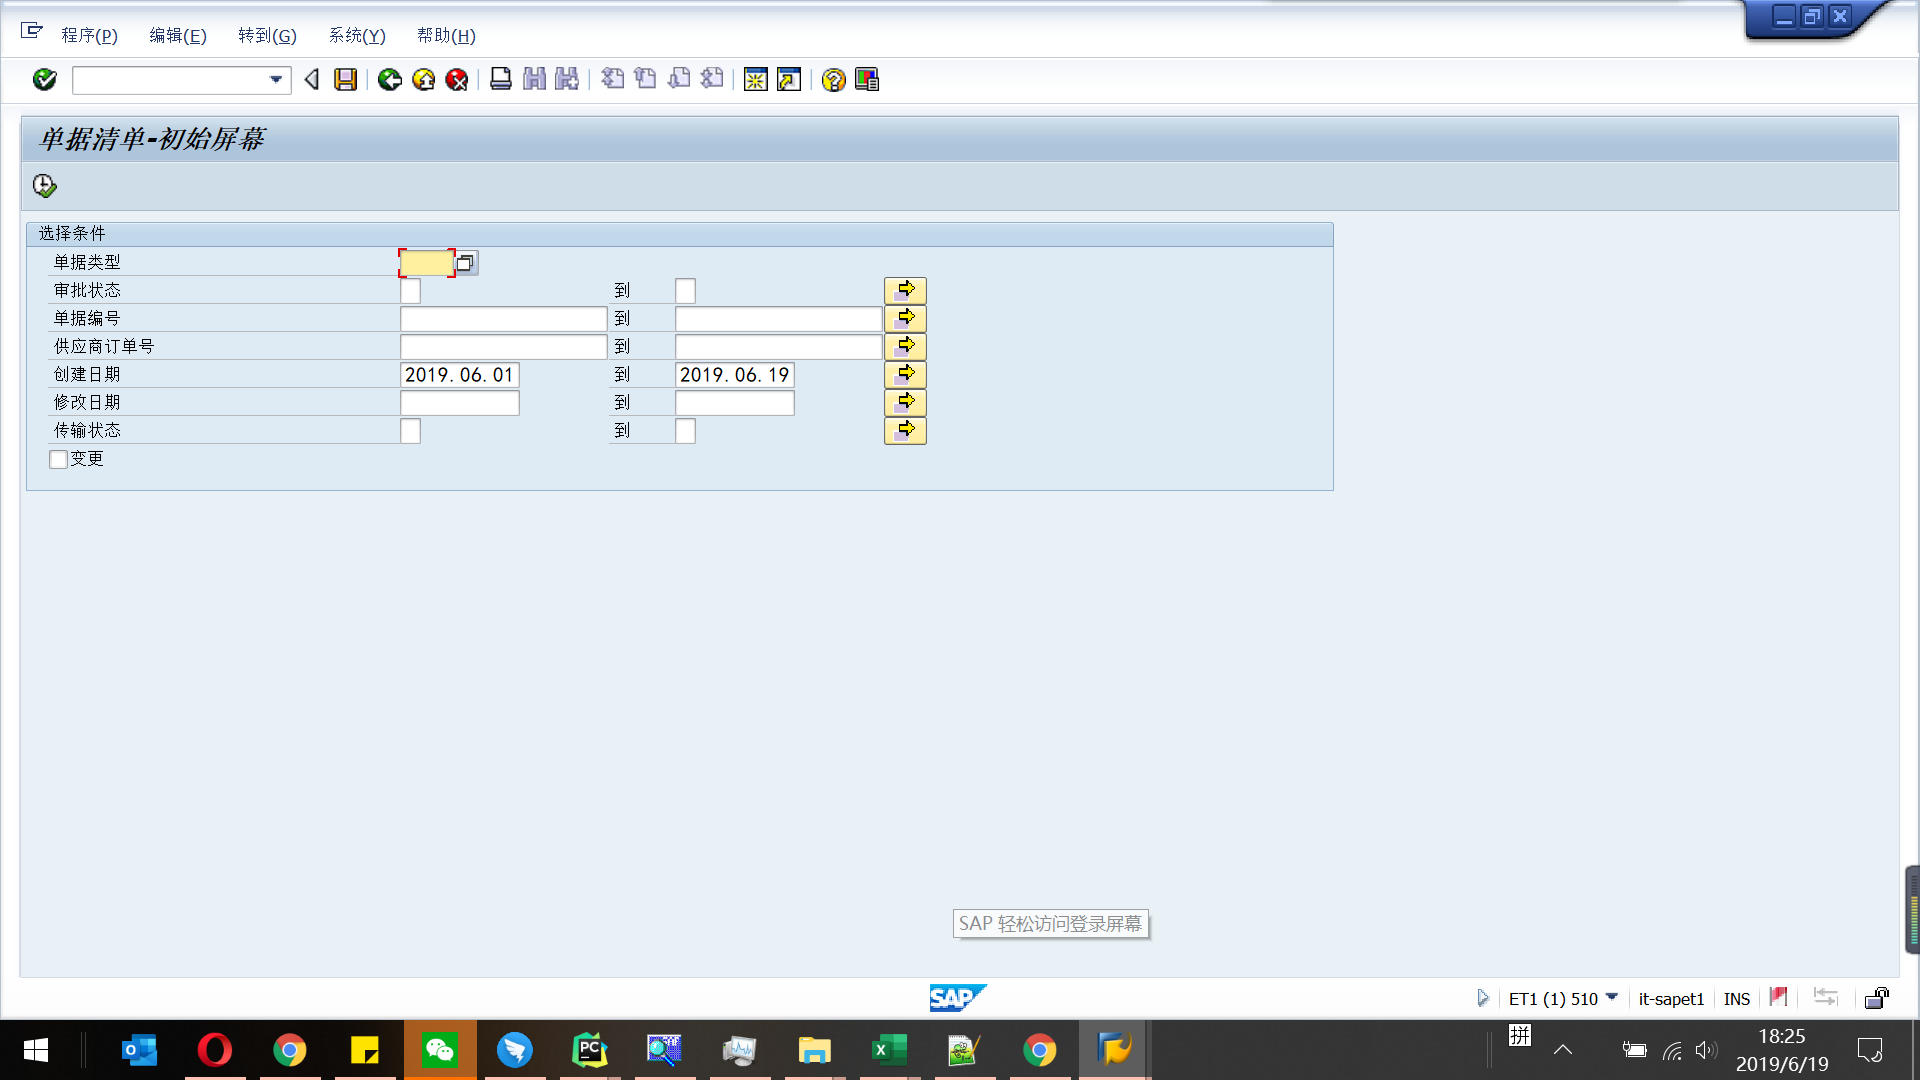 程序(P) 编辑(E) 转到(G) 系统(Y) 帮助(H)
单据清单-初始屏幕
选择条件
单据类型
审批状态 到
单据编号 到
供应商订单号 到
创建日期 2019.06.01 到 2019.06.19
修改日期 到
传输状态 到
变更
SAP 轻松访问登录屏幕
SAP ET1 (1) 510 it-sapet1 INS
拼
18:25
2019/6/19